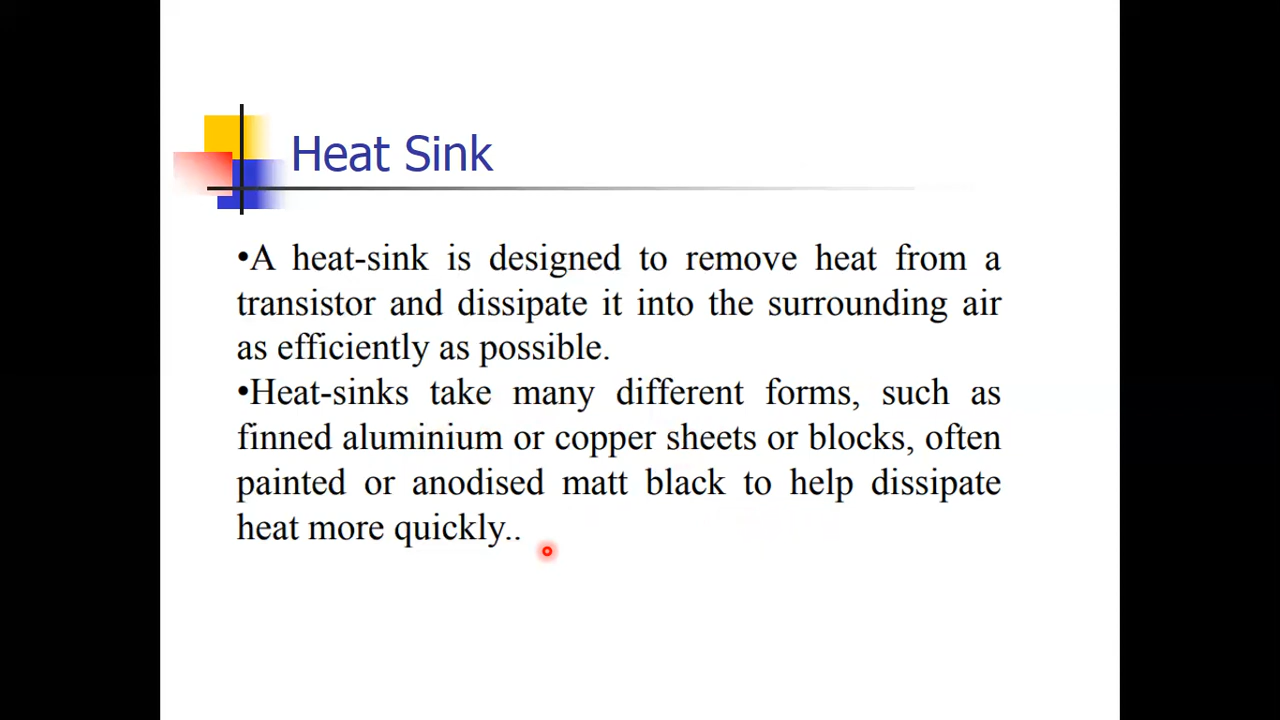 Heat Sink
•A heat-sink is designed to remove heat from a
transistor and dissipate it into the surrounding air
as efficiently as possible.
•Heat-sinks take many different forms, such as
finned aluminium or copper sheets or blocks, often
painted or anodised matt black to help dissipate
heat more quickly..